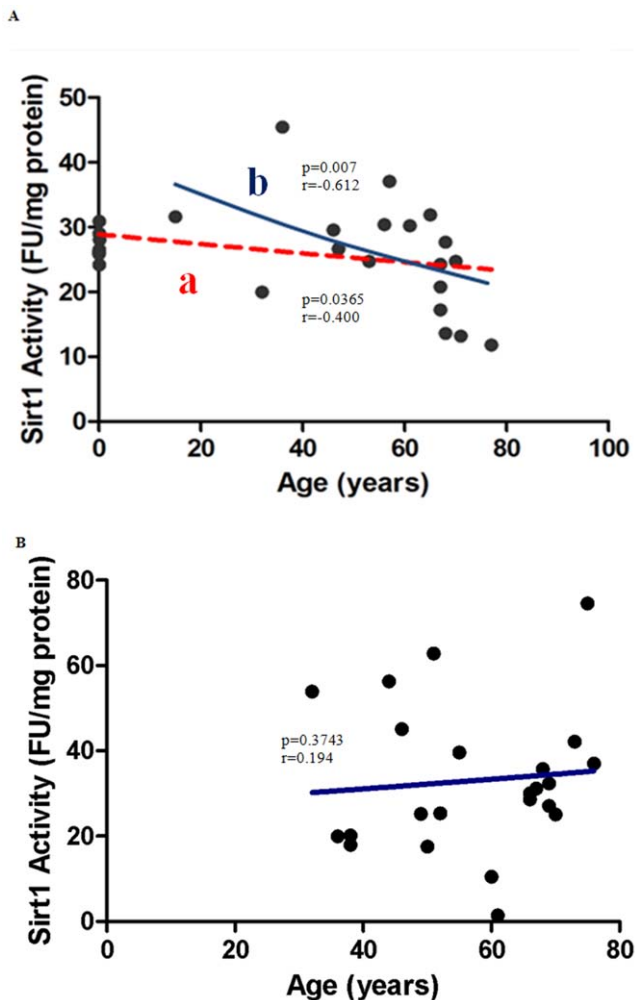 A
Sirt1 Activity (FU/mg protein)
50
40
30
20
10
0
b
p=0.007
r=-0.612
a
p=0.0365
r=-0.400
0 20 40 60 80 100
Age (years)
B
Sirt1 Activity (FU/mg protein)
80
60
40
20
0
p=0.3743
r=0.194
0 20 40 60 80
Age (years)